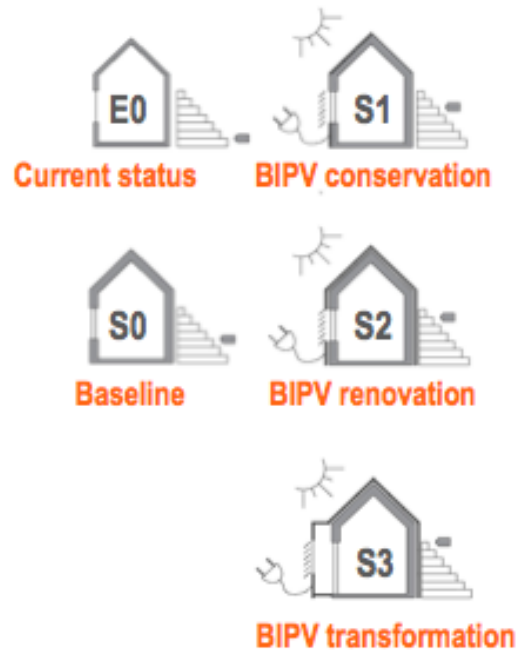 E0
S1
Current status
BIPV conservation
S0
S2
Baseline
BIPV renovation
S3
BIPV transformation